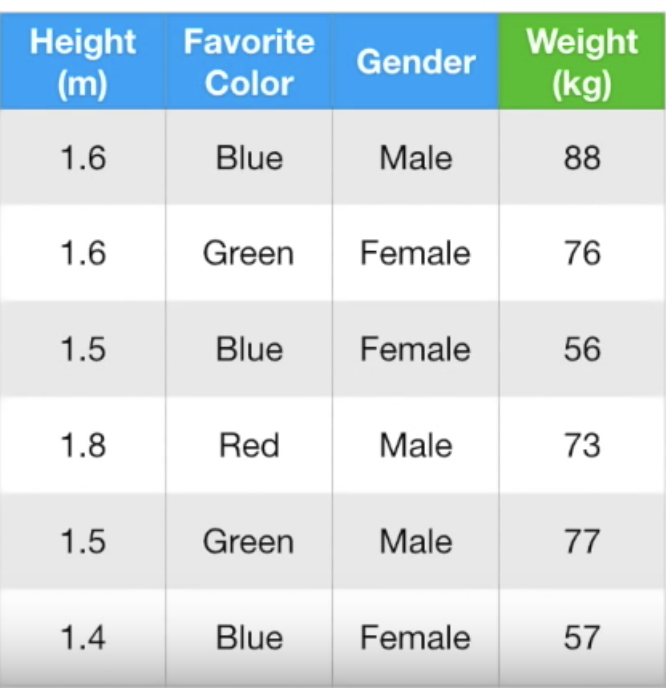 Height (m) Favorite Color Gender Weight (kg)
1.6 Blue Male 88
1.6 Green Female 76
1.5 Blue Female 56
1.8 Red Male 73
1.5 Green Male 77
1.4 Blue Female 57